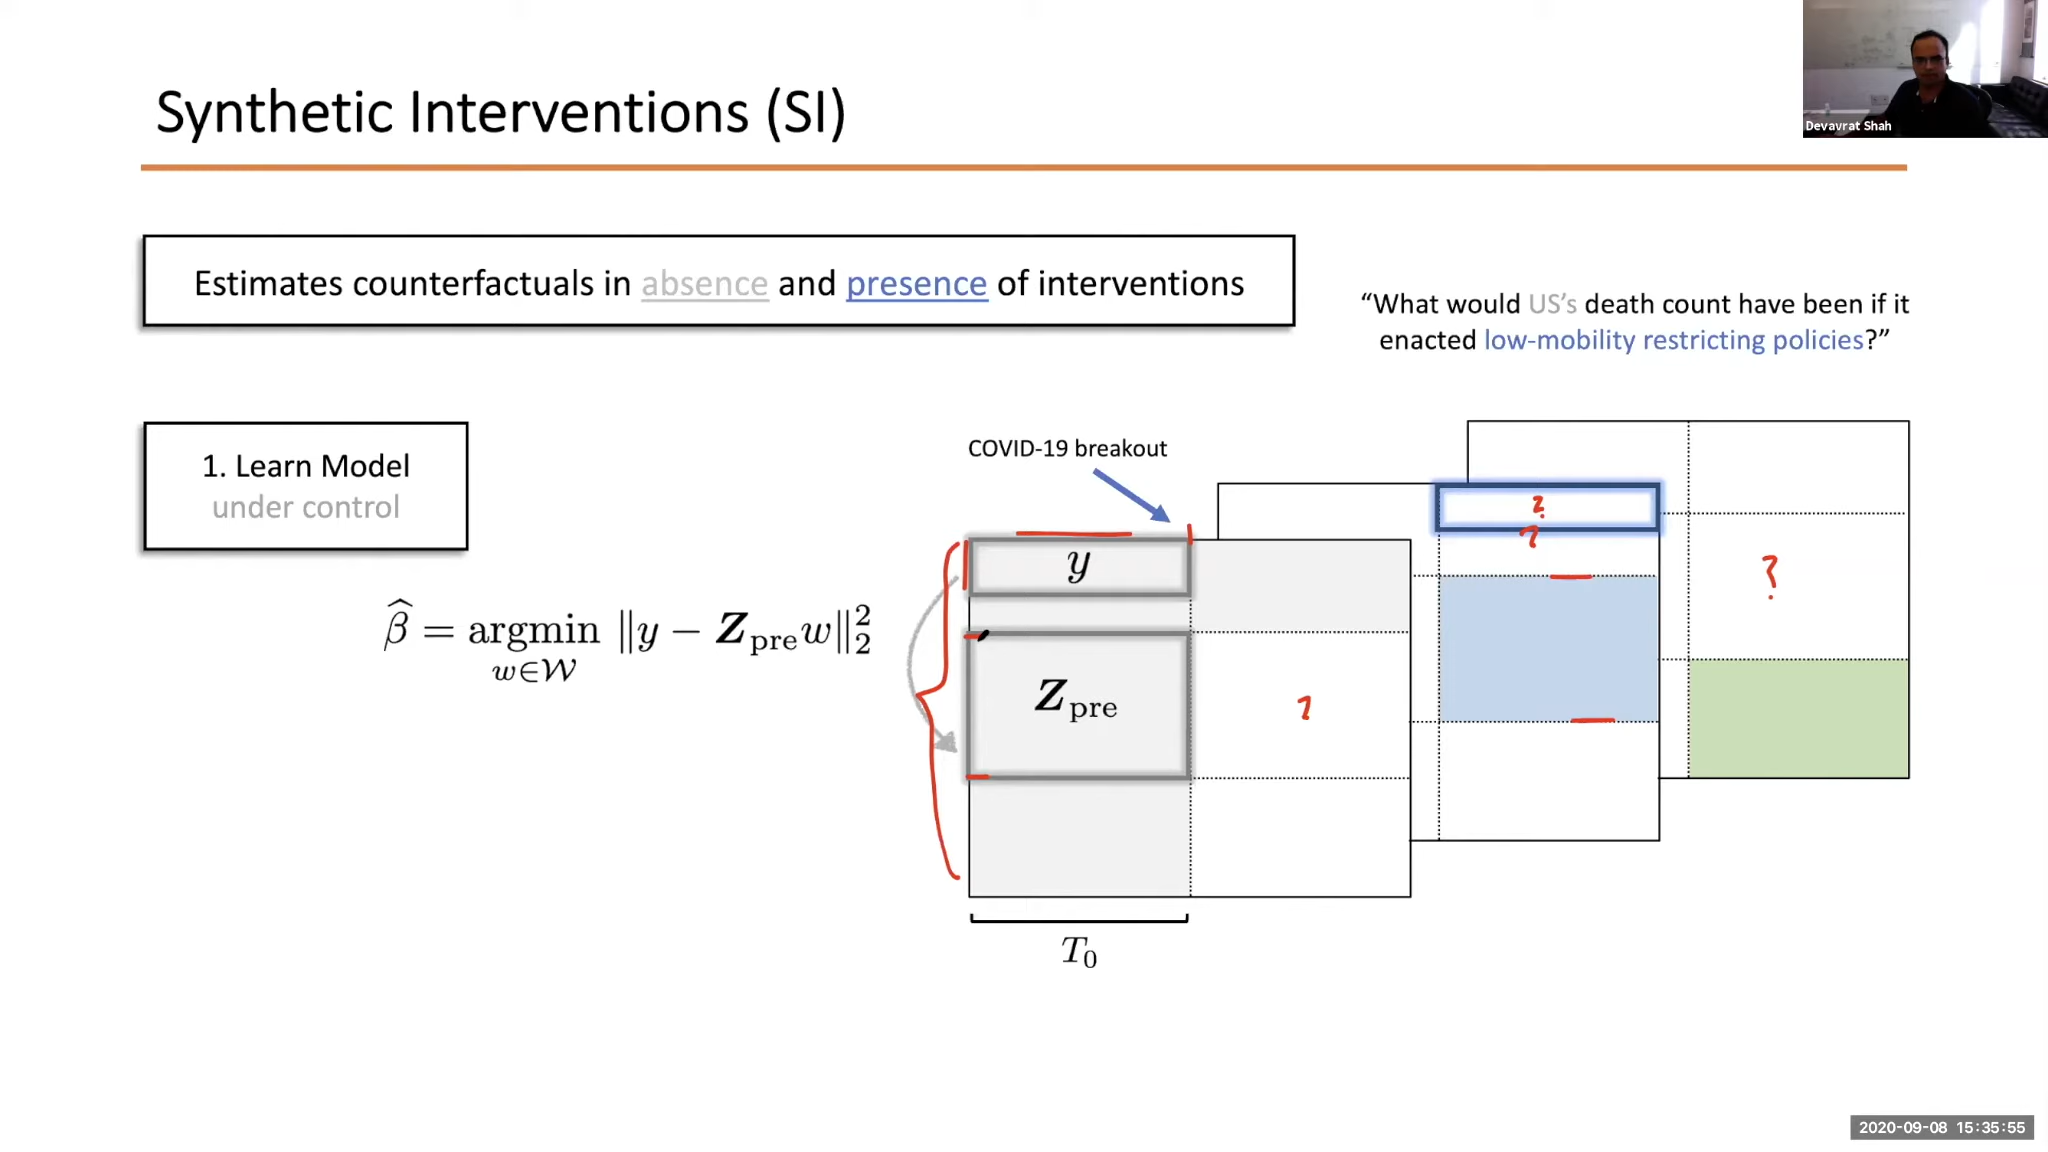 Devavrat Shah
Synthetic Interventions (SI)
Estimates counterfactuals in absence and presence of interventions
“What would US’s death count have been if it
enacted low-mobility restricting policies?”
1. Learn Model
under control
COVID-19 breakout
β̂ = argmin ‖y − Z_pre w‖₂²
w∈𝒲
y
Z_pre
?
?
?
?
T₀
2020-09-08 15:35:55